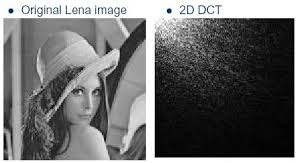 • Original Lena image
• 2D DCT